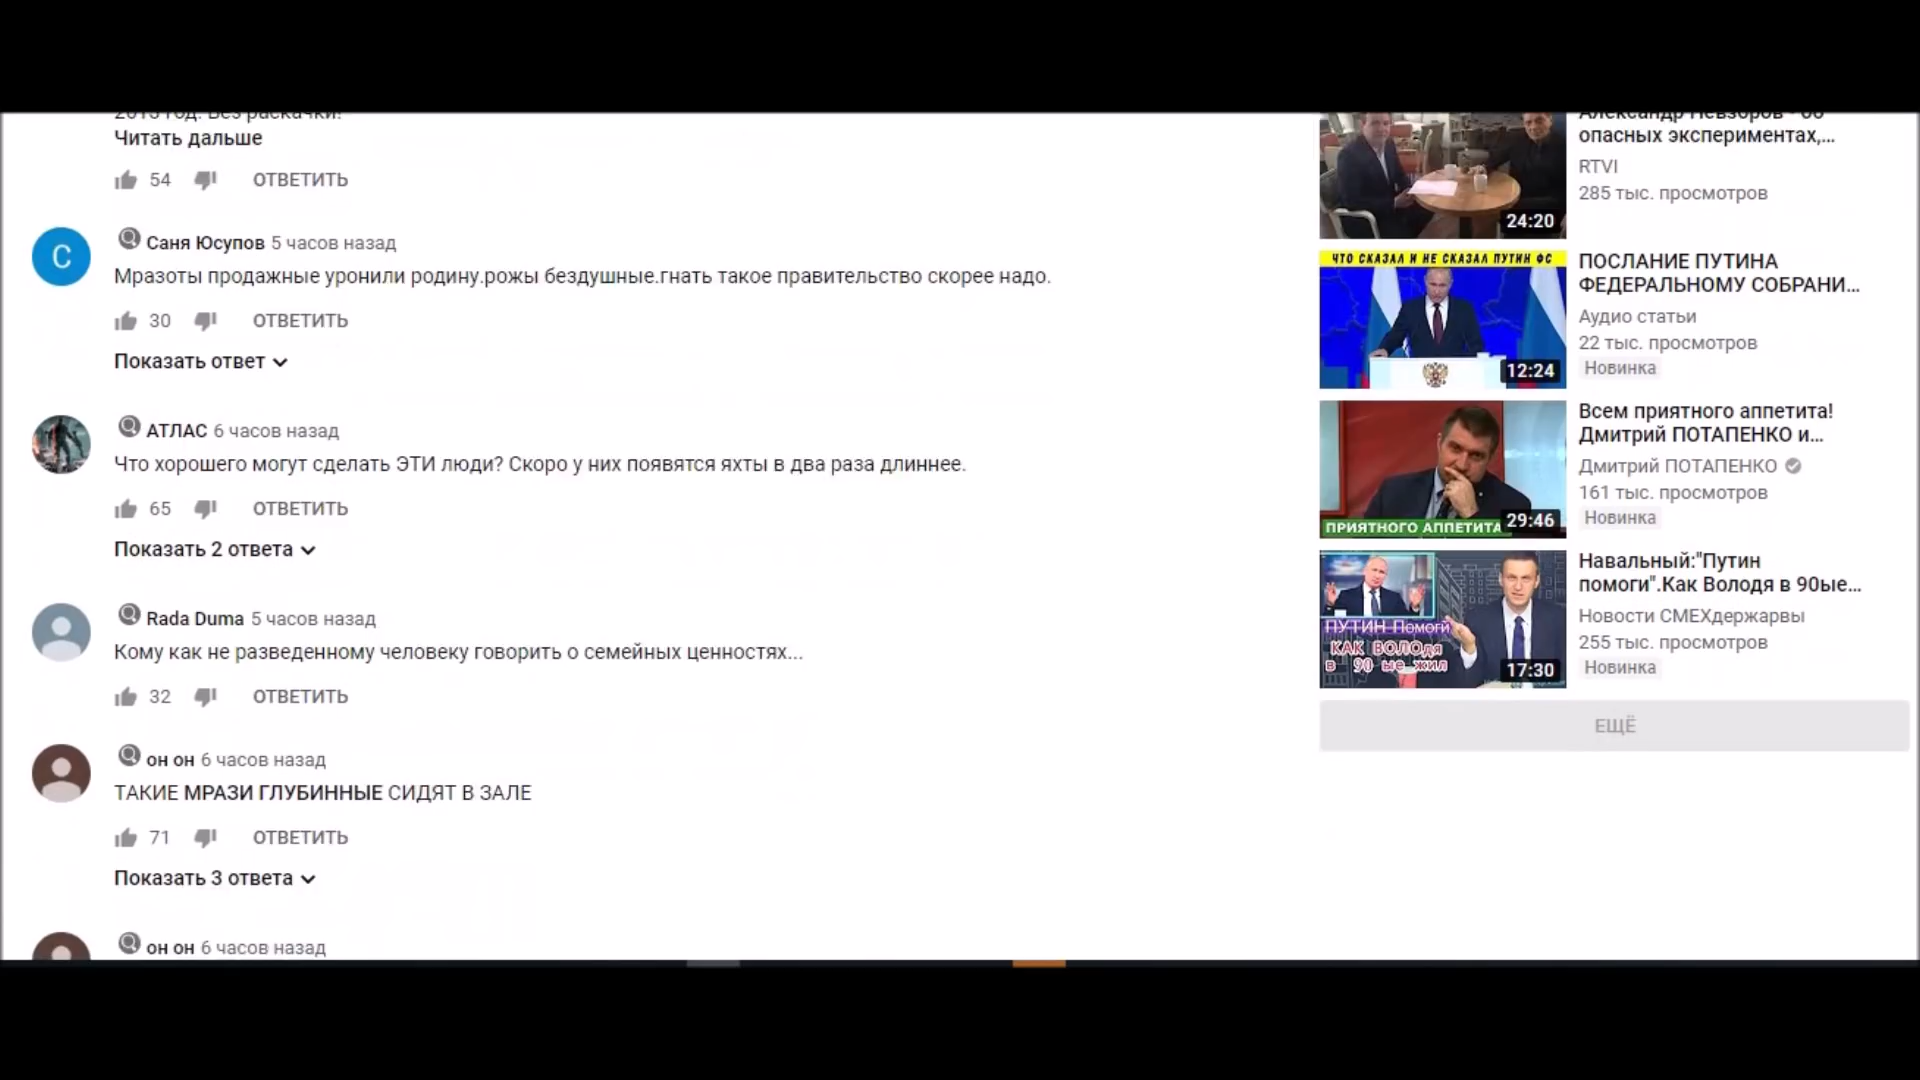 2019 год. Без раскачки!
Читать дальше
54 ОТВЕТИТЬ
С
Саня Юсупов 5 часов назад
Мразоты продажные уронили родину.рожы бездушные.гнать такое правительство скорее надо.
30 ОТВЕТИТЬ
Показать ответ
АТЛАС 6 часов назад
Что хорошего могут сделать ЭТИ люди? Скоро у них появятся яхты в два раза длиннее.
65 ОТВЕТИТЬ
Показать 2 ответа
Rada Duma 5 часов назад
Кому как не разведенному человеку говорить о семейных ценностях...
32 ОТВЕТИТЬ
он он 6 часов назад
ТАКИЕ МРАЗИ ГЛУБИННЫЕ СИДЯТ В ЗАЛЕ
71 ОТВЕТИТЬ
Показать 3 ответа
он он 6 часов назад
24:20
Александр Невзоров - об
опасных экспериментах,...
RTVI
285 тыс. просмотров
ЧТО СКАЗАЛ И НЕ СКАЗАЛ ПУТИН ФС
12:24
ПОСЛАНИЕ ПУТИНА
ФЕДЕРАЛЬНОМУ СОБРАНИ...
Аудио статьи
22 тыс. просмотров
Новинка
ПРИЯТНОГО АППЕТИТА
29:46
Всем приятного аппетита!
Дмитрий ПОТАПЕНКО и...
Дмитрий ПОТАПЕНКО
161 тыс. просмотров
Новинка
ПУТИН Помоги
КАК ВОЛОдя
в 90 ые жил
17:30
Навальный:"Путин
помоги".Как Володя в 90ые...
Новости СМЕХдержарвы
255 тыс. просмотров
Новинка
ЕЩЁ